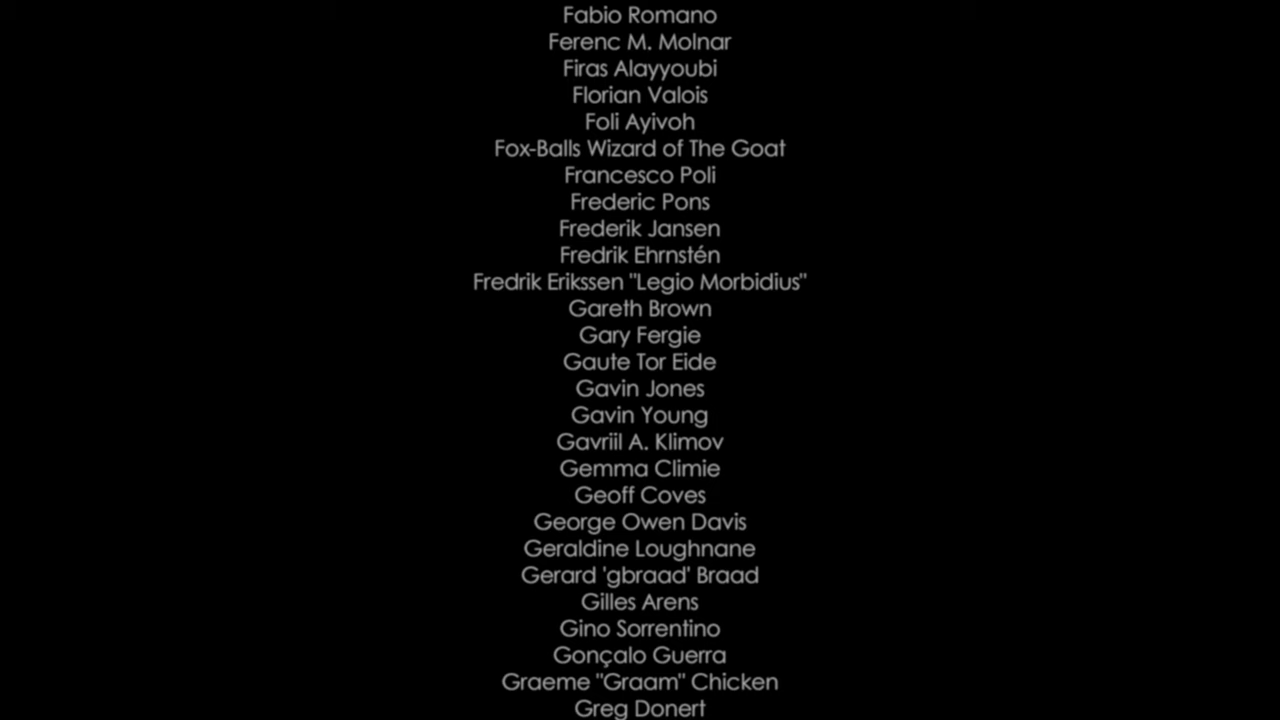 Fabio Romano
Ferenc M. Molnar
Firas Alayyoubi
Florian Valois
Foli Ayivoh
Fox-Balls Wizard of The Goat
Francesco Poli
Frederic Pons
Frederik Jansen
Fredrik Ehrnstén
Fredrik Erikssen "Legio Morbidius"
Gareth Brown
Gary Fergie
Gaute Tor Eide
Gavin Jones
Gavin Young
Gavriil A. Klimov
Gemma Climie
Geoff Coves
George Owen Davis
Geraldine Loughnane
Gerard 'gbraad' Braad
Gilles Arens
Gino Sorrentino
Gonçalo Guerra
Graeme "Graam" Chicken
Greg Donert